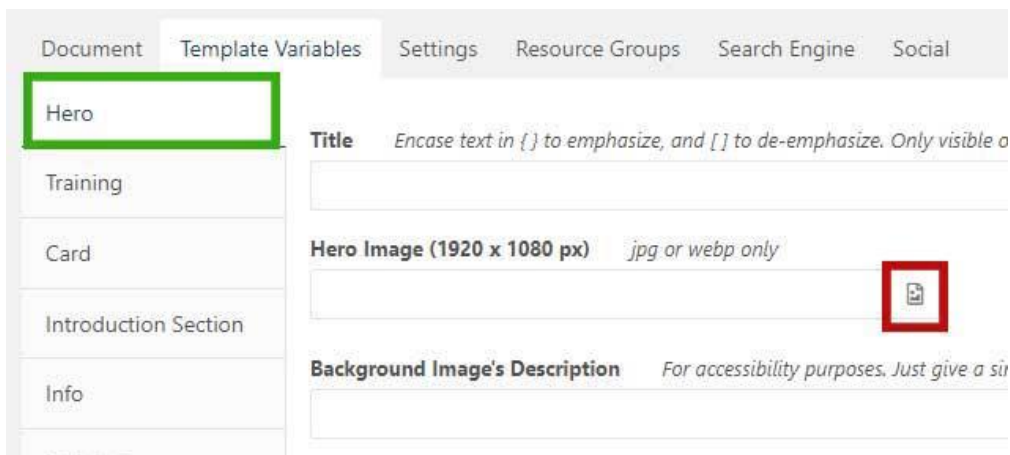 Document Template Variables Settings Resource Groups Search Engine Social
Hero
Title Encase text in { } to emphasize, and [ ] to de-emphasize. Only visible
Training
Card
Hero Image (1920 x 1080 px) jpg or webp only
Introduction Section
Background Image's Description For accessibility purposes. Just give a
Info